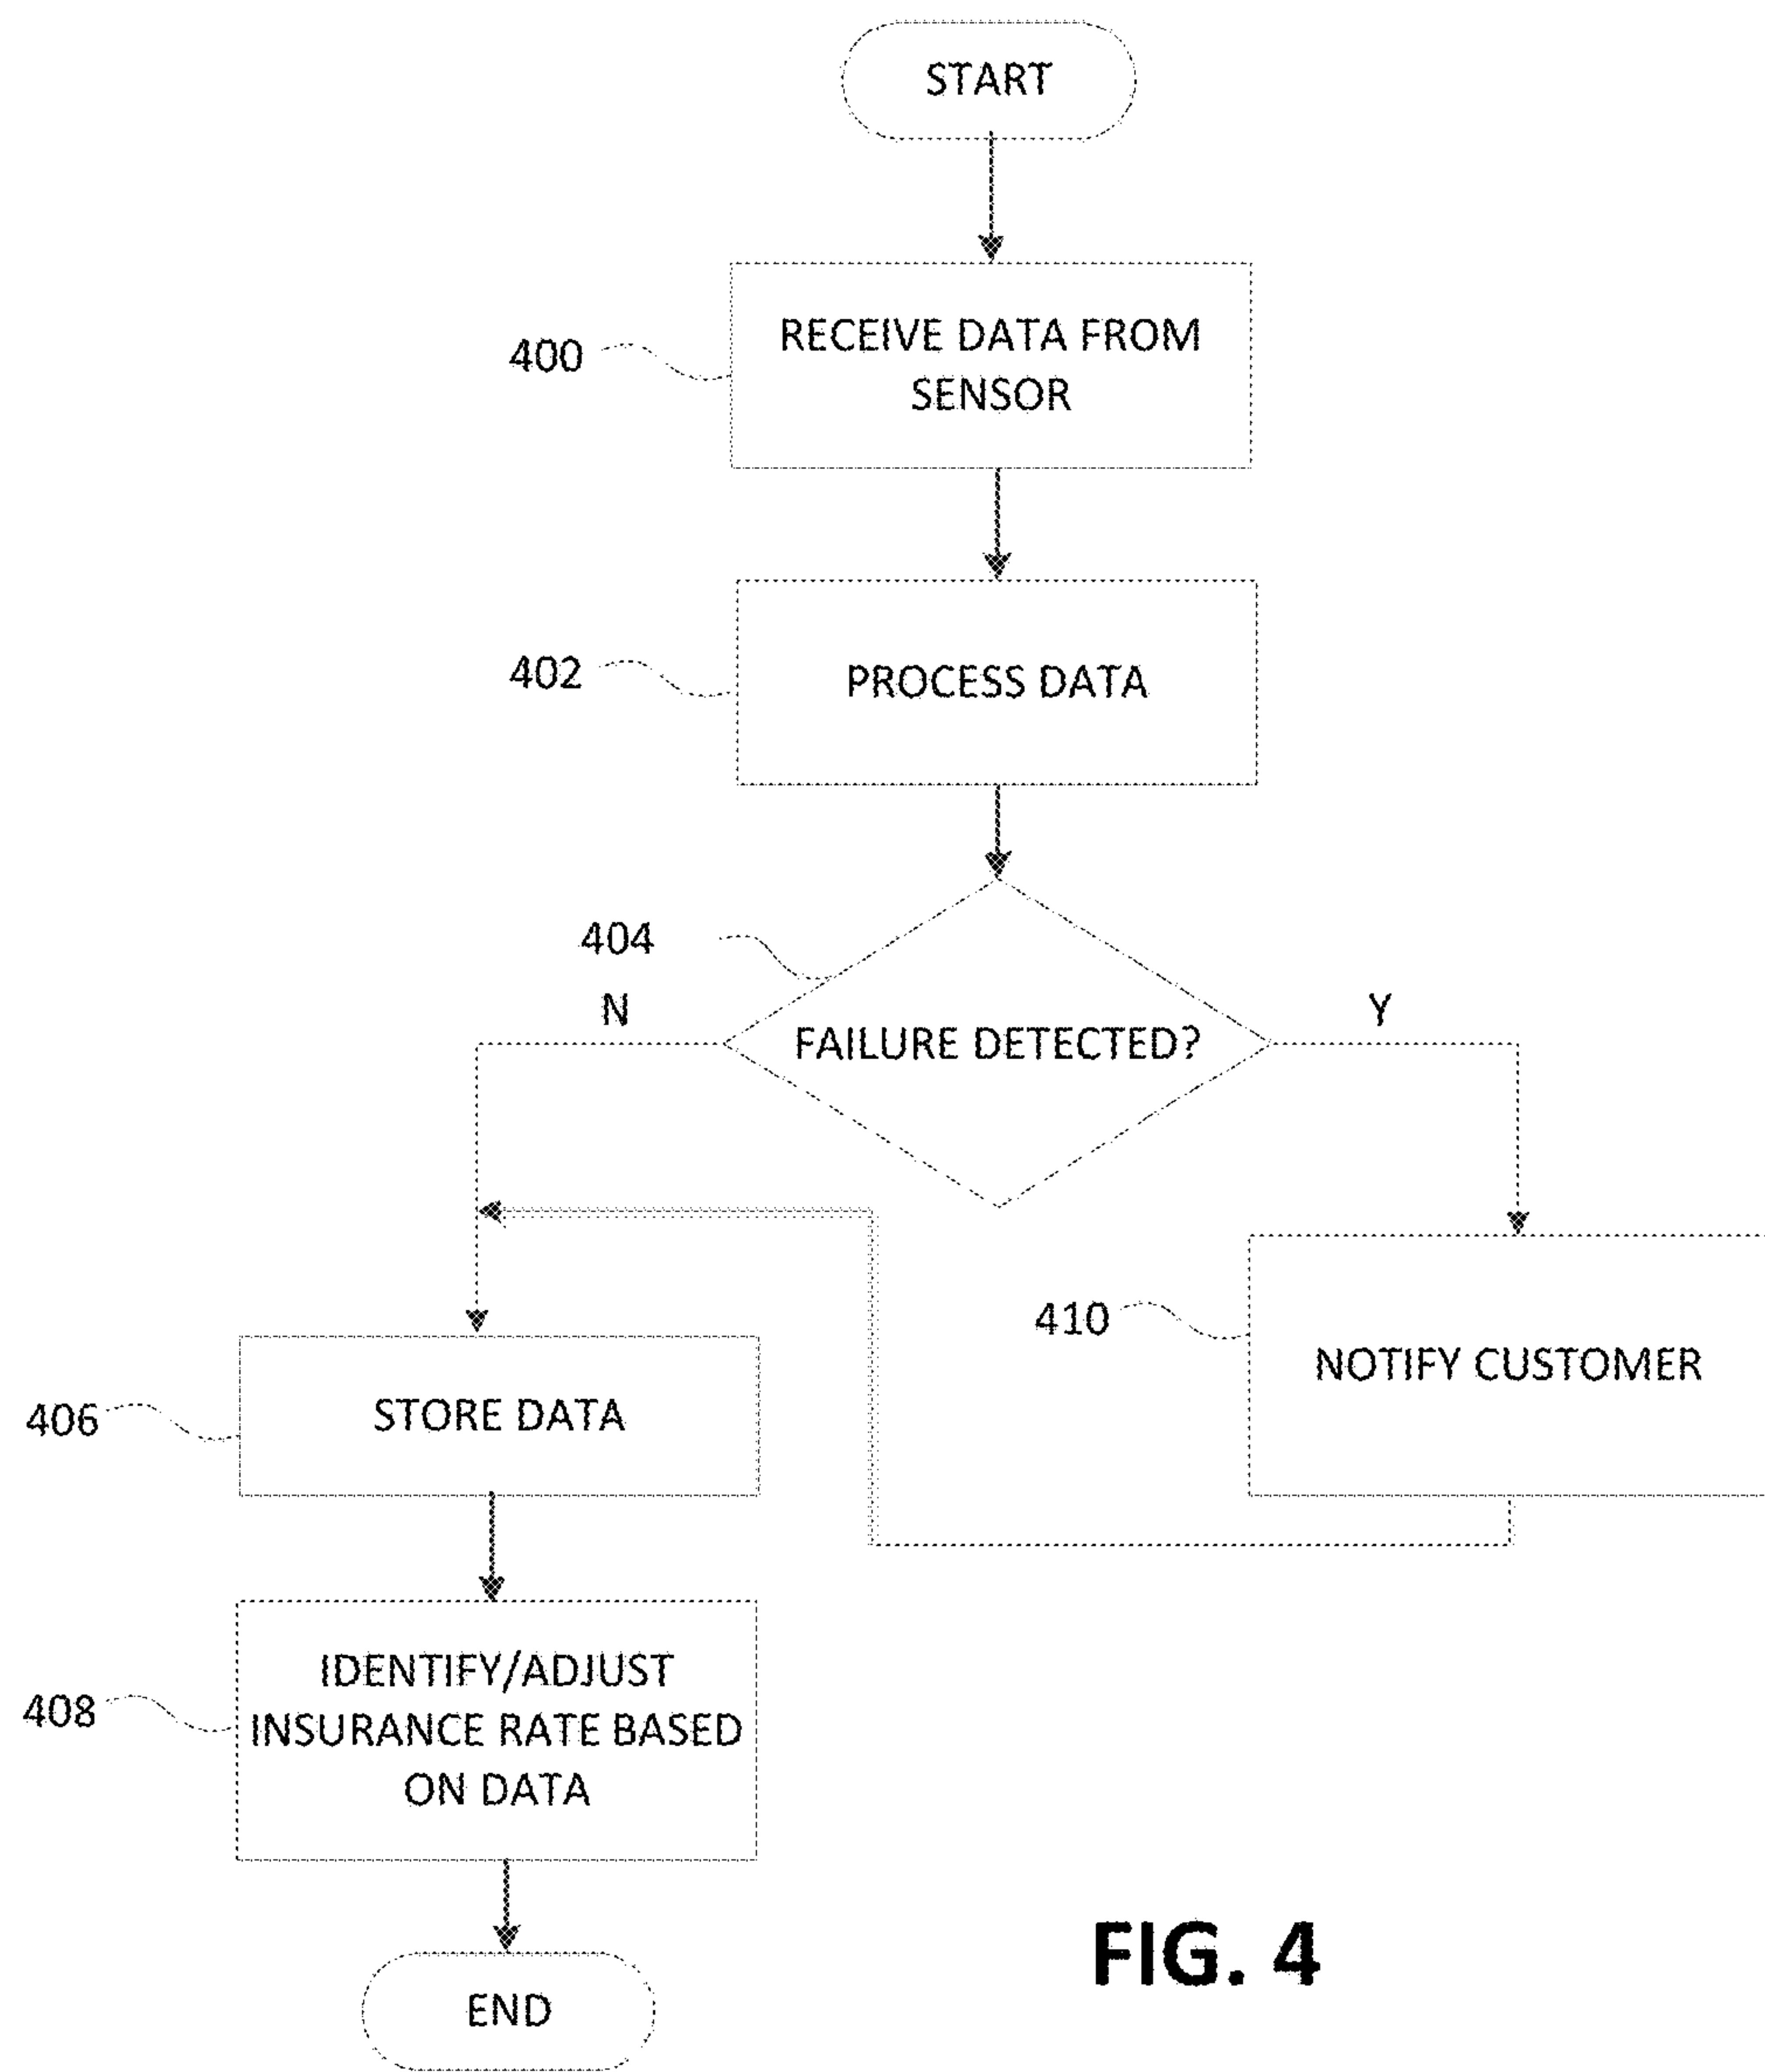 START
400
RECEIVE DATA FROM
SENSOR
402
PROCESS DATA
404
N
FAILURE DETECTED?
Y
410
NOTIFY CUSTOMER
406
STORE DATA
408
IDENTIFY/ADJUST
INSURANCE RATE BASED
ON DATA
END
FIG. 4